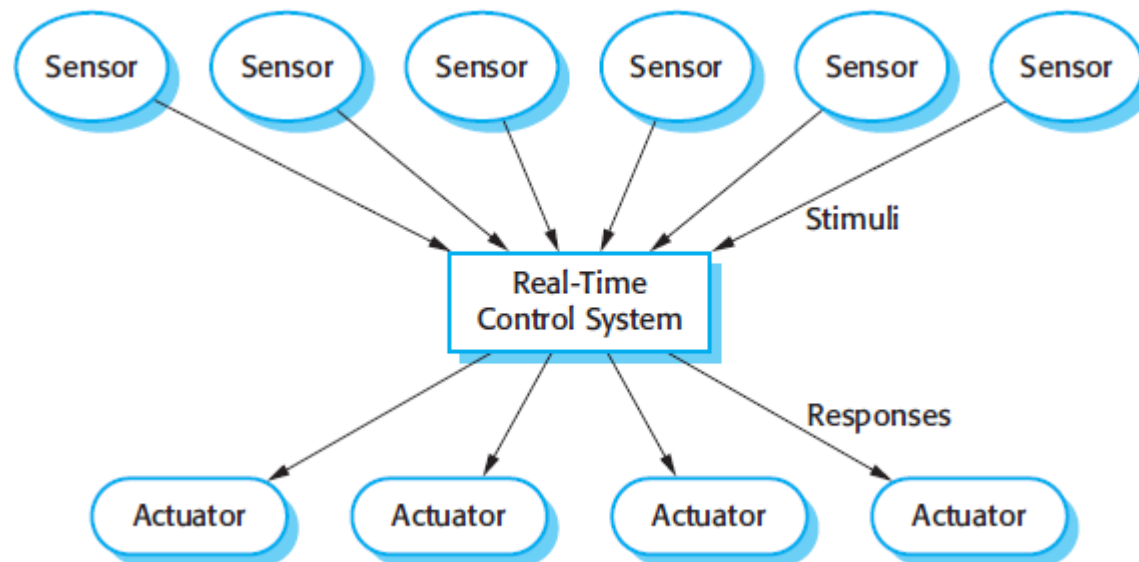 Sensor Sensor Sensor Sensor Sensor Sensor
Stimuli
Real-Time
Control System
Responses
Actuator Actuator Actuator Actuator